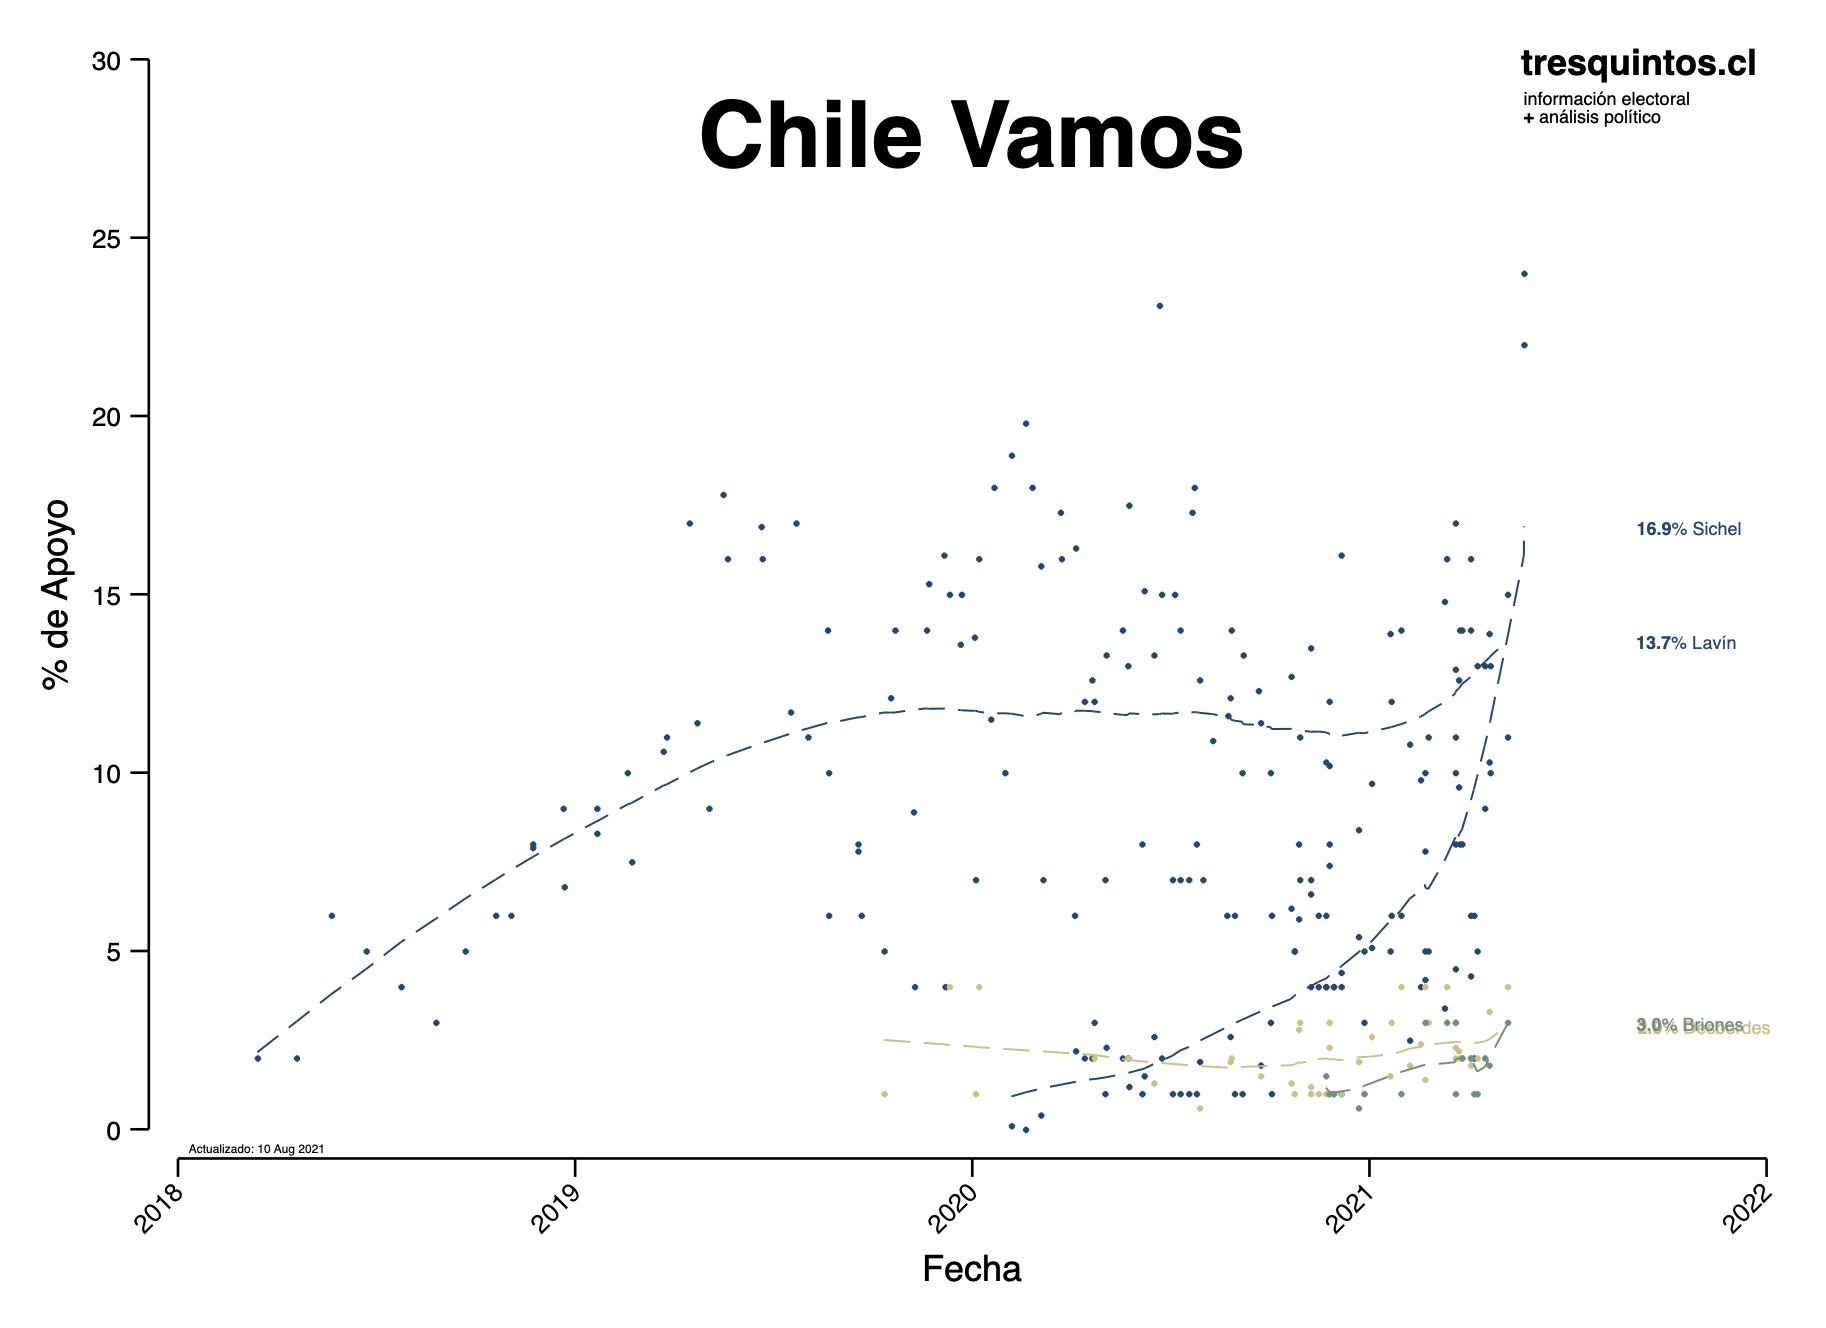 Chile Vamos
tresquintos.cl
información electoral
+ análisis político
% de Apoyo
30
25
20
15
10
5
0
16.9% Sichel
13.7% Lavín
3.0% Briones
Desbordes
Actualizado: 10 Aug 2021
2018
2019
2020
2021
2022
Fecha